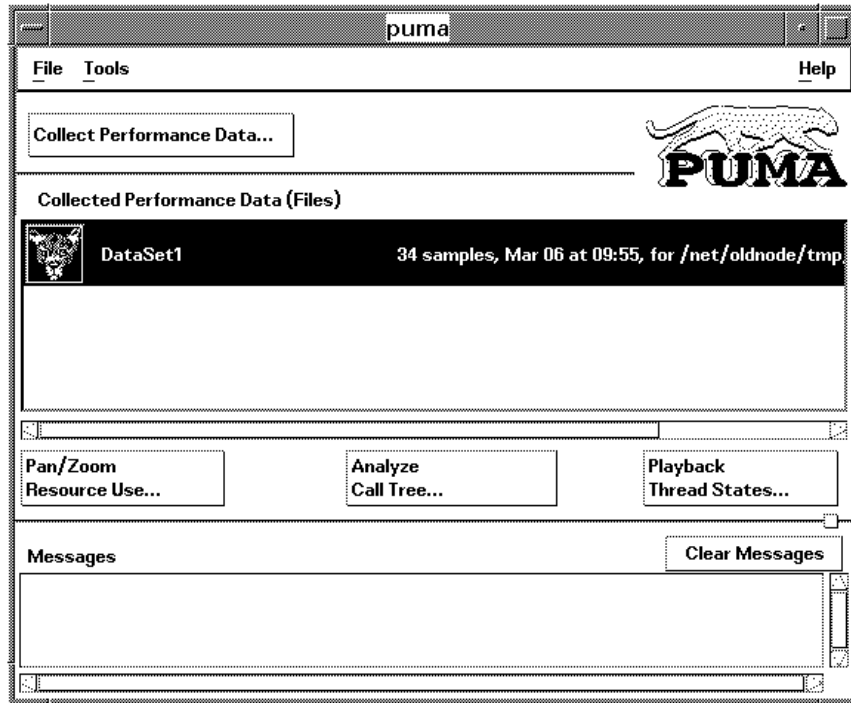 puma
File Tools Help
Collect Performance Data...
PUMA
Collected Performance Data (Files)
DataSet1 34 samples, Mar 06 at 09:55, for /net/oldnode/tmp
Pan/Zoom
Resource Use...
Analyze
Call Tree...
Playback
Thread States...
Messages
Clear Messages